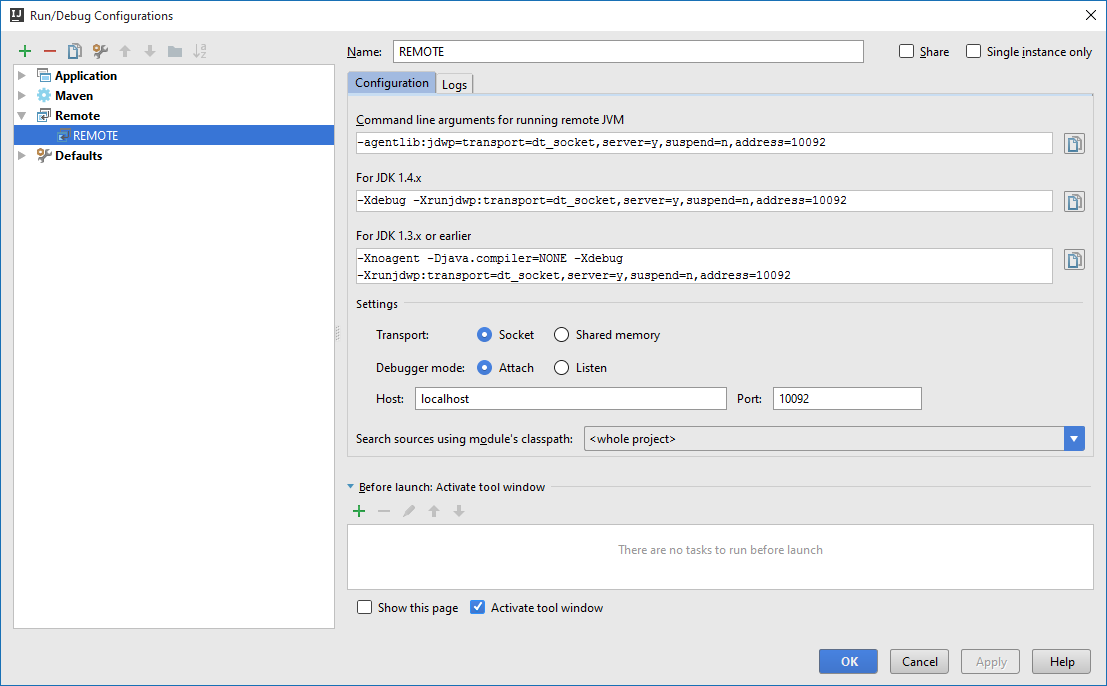 Run/Debug Configurations
Name: REMOTE
Share
Single instance only
Application
Maven
Remote
REMOTE
Defaults
Configuration
Logs
Command line arguments for running remote JVM
-agentlib:jdwp=transport=dt_socket,server=y,suspend=n,address=10092
For JDK 1.4.x
-Xdebug -Xrunjdwp:transport=dt_socket,server=y,suspend=n,address=10092
For JDK 1.3.x or earlier
-Xnoagent -Djava.compiler=NONE -Xdebug
-Xrunjdwp:transport=dt_socket,server=y,suspend=n,address=10092
Settings
Transport: Socket Shared memory
Debugger mode: Attach Listen
Host: localhost Port: 10092
Search sources using module's classpath: <whole project>
Before launch: Activate tool window
There are no tasks to run before launch
Show this page Activate tool window
OK Cancel Apply Help